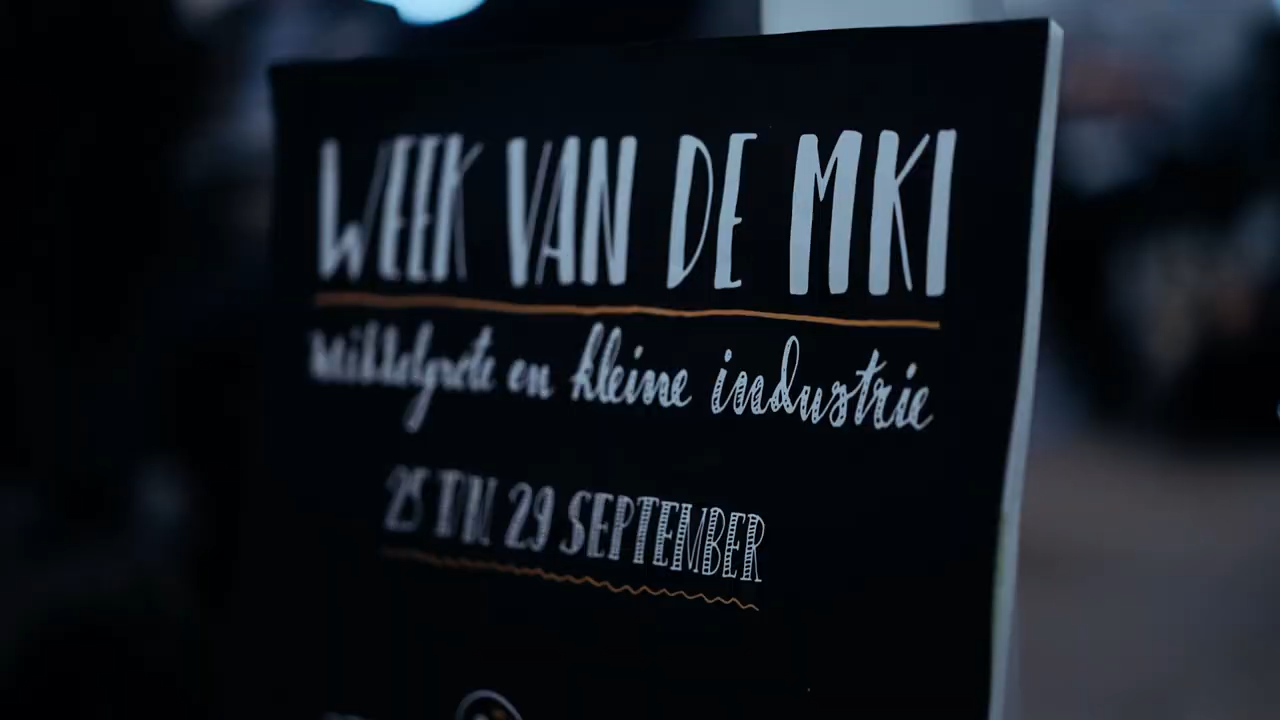 WEEK VAN DE MKI
Middelgrote en kleine industrie
25 T/M 29 SEPTEMBER